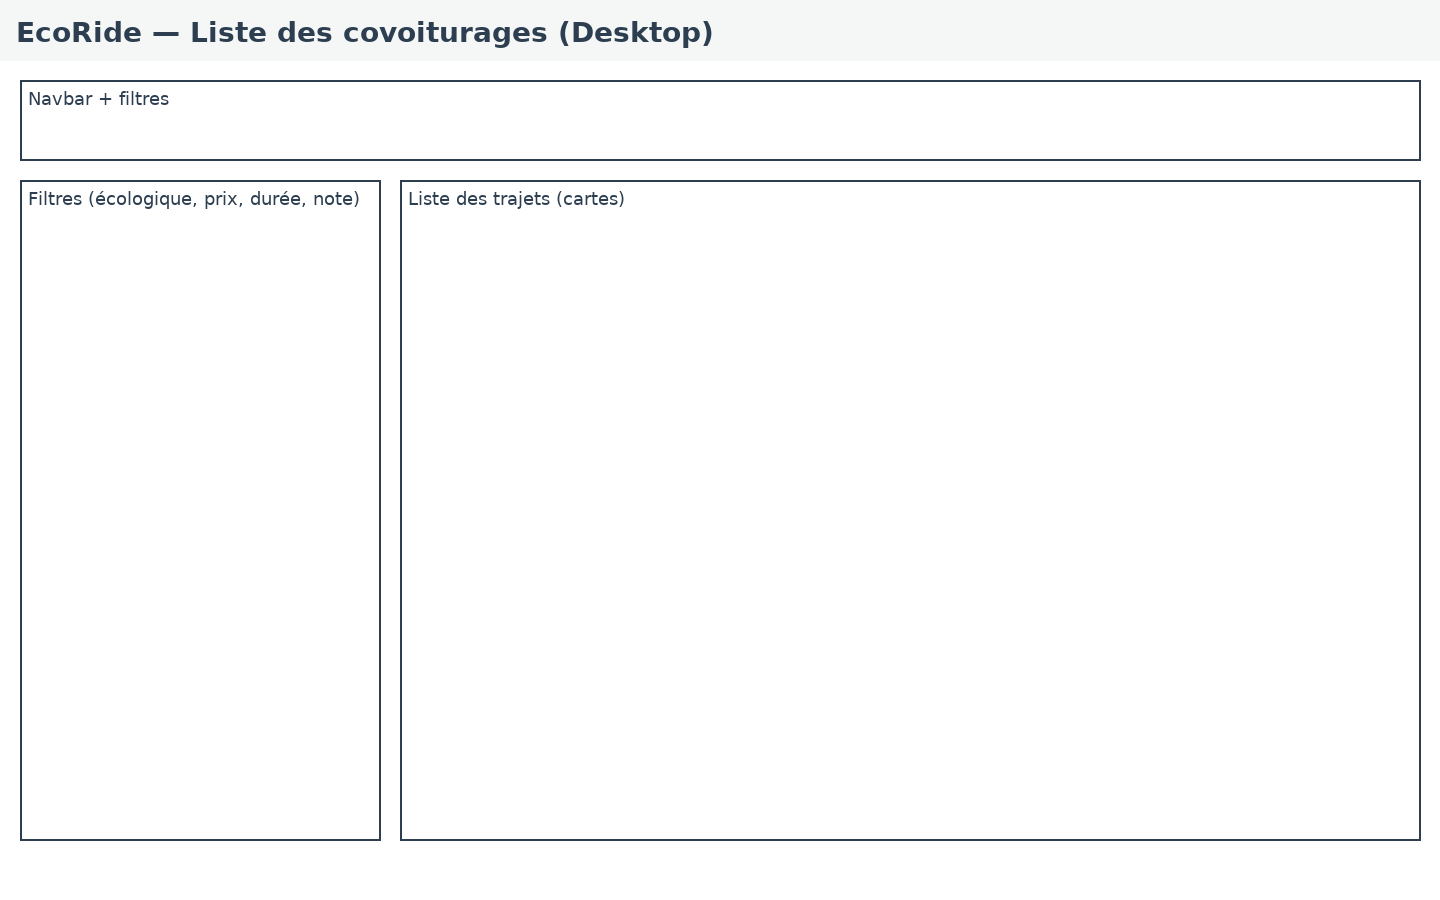 EcoRide — Liste des covoiturages (Desktop)
Navbar + filtres
Filtres (écologique, prix, durée, note)
Liste des trajets (cartes)